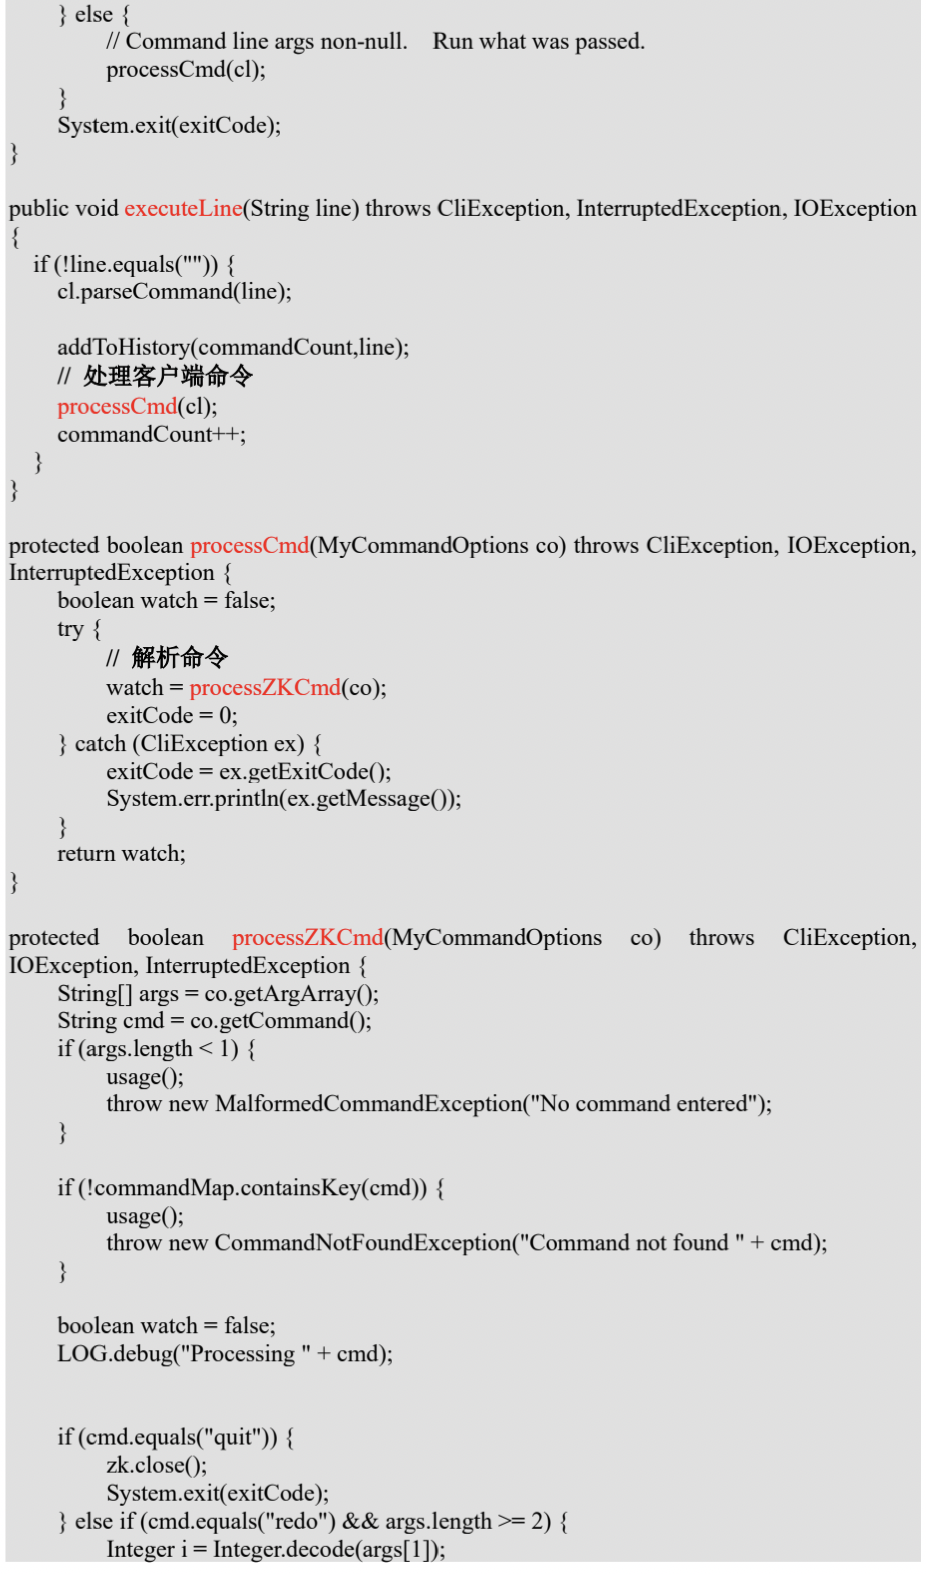 } else {
// Command line args non-null.    Run what was passed.
processCmd(cl);
}
System.exit(exitCode);
}
public void executeLine(String line) throws CliException, InterruptedException, IOException
{
if (!line.equals("")) {
cl.parseCommand(line);
addToHistory(commandCount,line);
// 处理客户端命令
processCmd(cl);
commandCount++;
}
}
protected boolean processCmd(MyCommandOptions co) throws CliException, IOException,
InterruptedException {
boolean watch = false;
try {
// 解析命令
watch = processZKCmd(co);
exitCode = 0;
} catch (CliException ex) {
exitCode = ex.getExitCode();
System.err.println(ex.getMessage());
}
return watch;
}
protected boolean processZKCmd(MyCommandOptions co) throws CliException,
IOException, InterruptedException {
String[] args = co.getArgArray();
String cmd = co.getCommand();
if (args.length < 1) {
usage();
throw new MalformedCommandException("No command entered");
}
if (!commandMap.containsKey(cmd)) {
usage();
throw new CommandNotFoundException("Command not found " + cmd);
}
boolean watch = false;
LOG.debug("Processing " + cmd);
if (cmd.equals("quit")) {
zk.close();
System.exit(exitCode);
} else if (cmd.equals("redo") && args.length >= 2) {
Integer i = Integer.decode(args[1]);